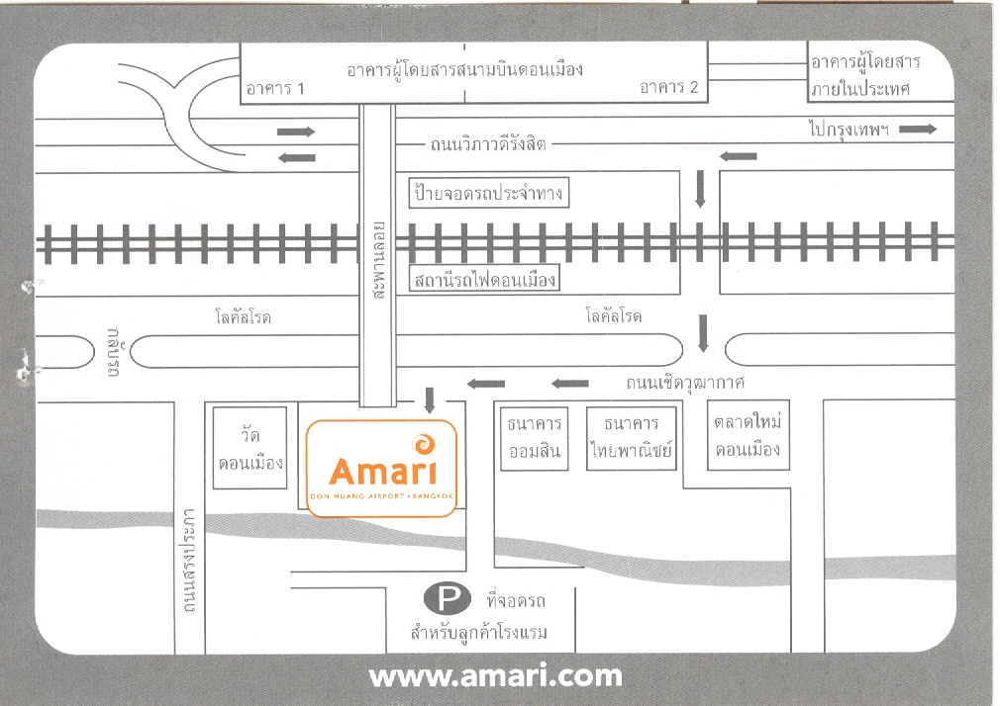 อาคารผู้โดยสารสนามบินดอนเมือง
อาคาร 1
อาคาร 2
อาคารผู้โดยสาร
ภายในประเทศ
ไปกรุงเทพฯ
ถนนวิภาวดีรังสิต
ป้ายจอดรถประจำทาง
สะพานลอย
สถานีรถไฟดอนเมือง
โลคัลโรด
โลคัลโรด
กลับรถ
ถนนเชิดวุฒากาศ
วัด
ดอนเมือง
Amari
DON MUANG AIRPORT • BANGKOK
ธนาคาร
ออมสิน
ธนาคาร
ไทยพาณิชย์
ตลาดใหม่
ดอนเมือง
ถนนสรงประภา
P
ที่จอดรถ
สำหรับลูกค้าโรงแรม
www.amari.com